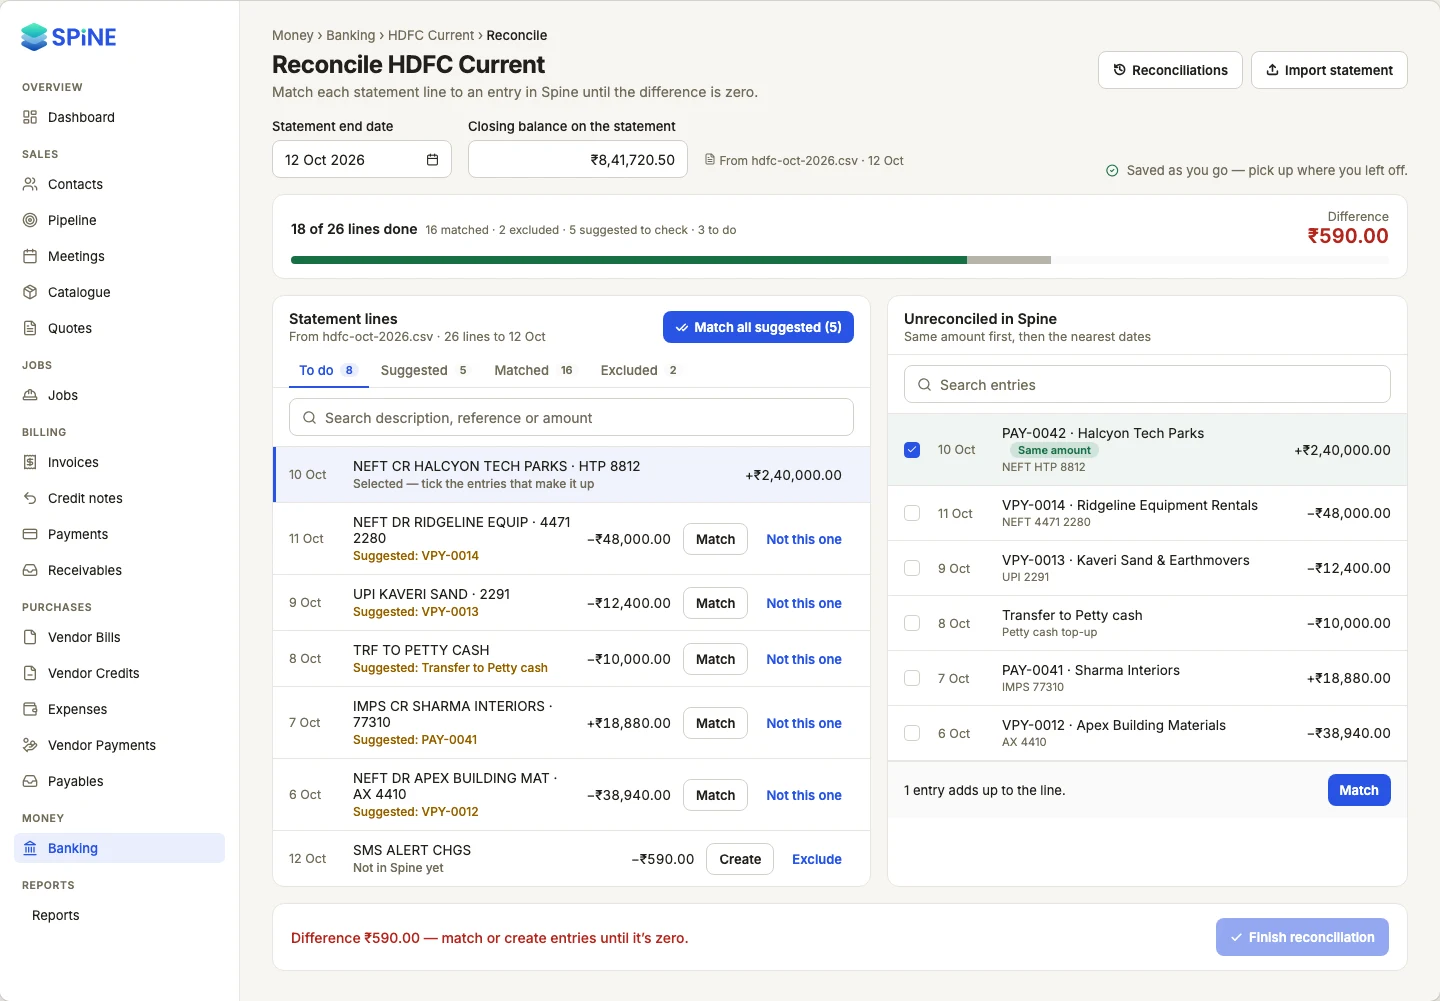 SPiNE
OVERVIEW
Dashboard
SALES
Contacts
Pipeline
Meetings
Catalogue
Quotes
JOBS
Jobs
BILLING
Invoices
Credit notes
Payments
Receivables
PURCHASES
Vendor Bills
Vendor Credits
Expenses
Vendor Payments
Payables
MONEY
Banking
REPORTS
Reports
Money › Banking › HDFC Current › Reconcile
Reconcile HDFC Current
Match each statement line to an entry in Spine until the difference is zero.
Reconciliations
Import statement
Statement end date
12 Oct 2026
Closing balance on the statement
₹8,41,720.50
From hdfc-oct-2026.csv · 12 Oct
Saved as you go — pick up where you left off.
18 of 26 lines done 16 matched · 2 excluded · 5 suggested to check · 3 to do
Difference
₹590.00
Statement lines
From hdfc-oct-2026.csv · 26 lines to 12 Oct
Match all suggested (5)
To do 8 Suggested 5 Matched 16 Excluded 2
Search description, reference or amount
10 Oct NEFT CR HALCYON TECH PARKS · HTP 8812 +₹2,40,000.00
Selected — tick the entries that make it up
NEFT DR RIDGELINE EQUIP · 4471
11 Oct 2280 −₹48,000.00 Match Not this one
Suggested: VPY-0014
9 Oct UPI KAVERI SAND · 2291 −₹12,400.00 Match Not this one
Suggested: VPY-0013
8 Oct TRF TO PETTY CASH −₹10,000.00 Match Not this one
Suggested: Transfer to Petty cash
IMPS CR SHARMA INTERIORS ·
7 Oct 77310 +₹18,880.00 Match Not this one
Suggested: PAY-0041
NEFT DR APEX BUILDING MAT ·
6 Oct AX 4410 −₹38,940.00 Match Not this one
Suggested: VPY-0012
12 Oct SMS ALERT CHGS −₹590.00 Create Exclude
Not in Spine yet
Unreconciled in Spine
Same amount first, then the nearest dates
Search entries
PAY-0042 · Halcyon Tech Parks
10 Oct Same amount +₹2,40,000.00
NEFT HTP 8812
11 Oct VPY-0014 · Ridgeline Equipment Rentals −₹48,000.00
NEFT 4471 2280
9 Oct VPY-0013 · Kaveri Sand & Earthmovers −₹12,400.00
UPI 2291
8 Oct Transfer to Petty cash −₹10,000.00
Petty cash top-up
7 Oct PAY-0041 · Sharma Interiors +₹18,880.00
IMPS 77310
6 Oct VPY-0012 · Apex Building Materials −₹38,940.00
AX 4410
1 entry adds up to the line. Match
Difference ₹590.00 — match or create entries until it’s zero.
Finish reconciliation